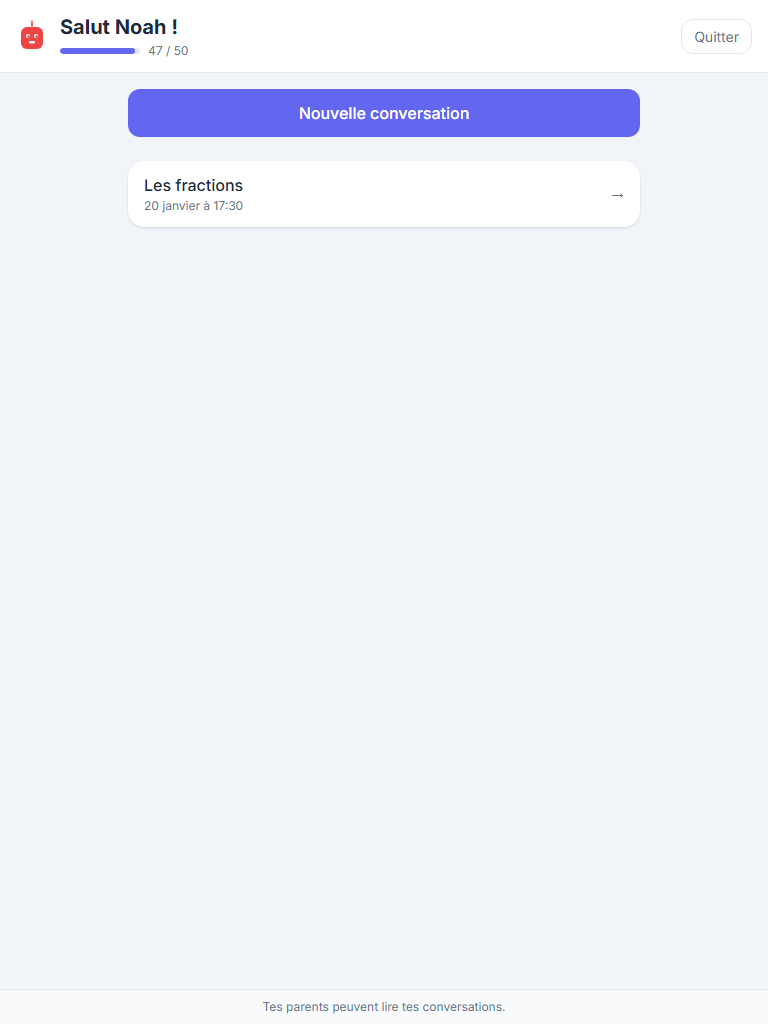 Salut Noah !
47 / 50
Quitter
Nouvelle conversation
Les fractions
20 janvier à 17:30
→
Tes parents peuvent lire tes conversations.